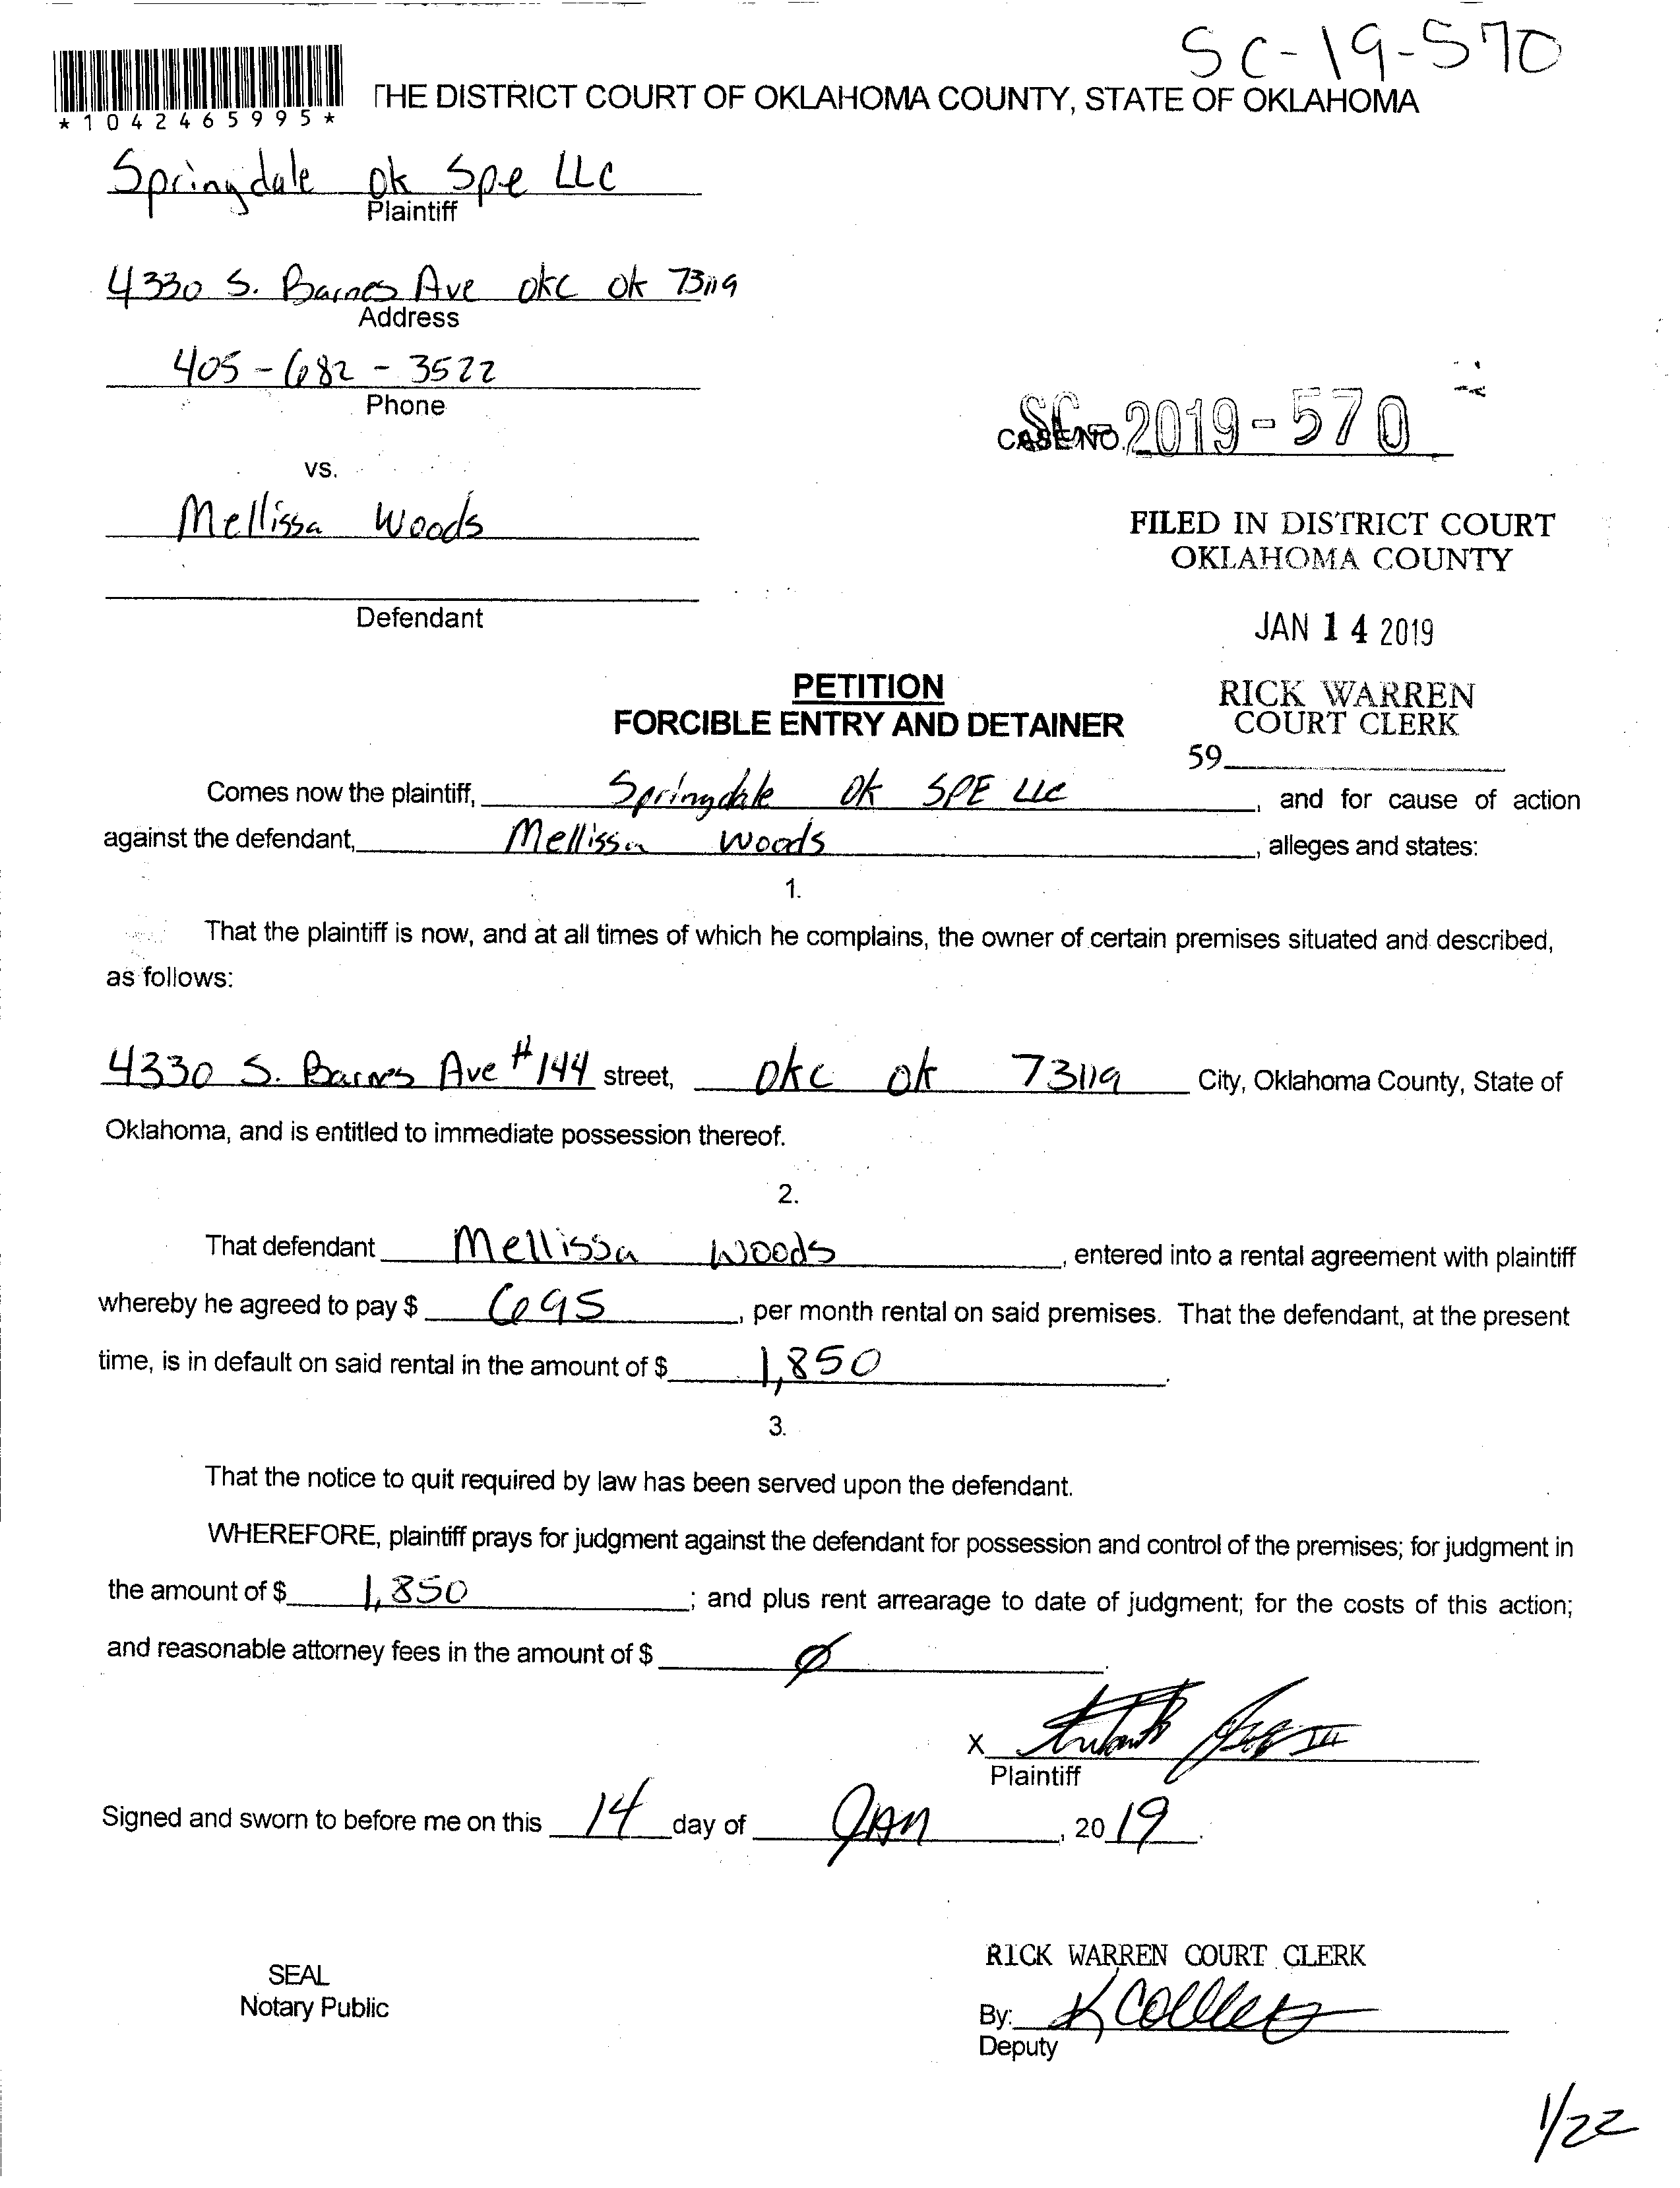 SC-19-570
*1042465995*
THE DISTRICT COURT OF OKLAHOMA COUNTY, STATE OF OKLAHOMA
Springdale Ok Spe LLC
Plaintiff
4330 S. Barnes Ave OKC OK 73119
Address
405-682-3522
Phone
SC-2019-570
CASE NO.
vs.
Mellissa Woods
FILED IN DISTRICT COURT
OKLAHOMA COUNTY
Defendant
JAN 14 2019
PETITION
FORCIBLE ENTRY AND DETAINER
RICK WARREN
COURT CLERK
59
Comes now the plaintiff, Springdale Ok SPE LLC, and for cause of action
against the defendant, Mellissa Woods, alleges and states:
1.
That the plaintiff is now, and at all times of which he complains, the owner of certain premises situated and described,
as follows:
4330 S. Barnes Ave #144 street, OKC OK 73119 City, Oklahoma County, State of
Oklahoma, and is entitled to immediate possession thereof.
2.
That defendant Mellissa Woods, entered into a rental agreement with plaintiff
whereby he agreed to pay $ 695, per month rental on said premises. That the defendant, at the present
time, is in default on said rental in the amount of $ 1,850.
3.
That the notice to quit required by law has been served upon the defendant.
WHEREFORE, plaintiff prays for judgment against the defendant for possession and control of the premises; for judgment in
the amount of $ 1,850; and plus rent arrearage to date of judgment; for the costs of this action;
and reasonable attorney fees in the amount of $ Ø.
X
Plaintiff
Signed and sworn to before me on this 14 day of JAN, 2019.
RICK WARREN COURT CLERK
SEAL
Notary Public
By:
Deputy
1/22